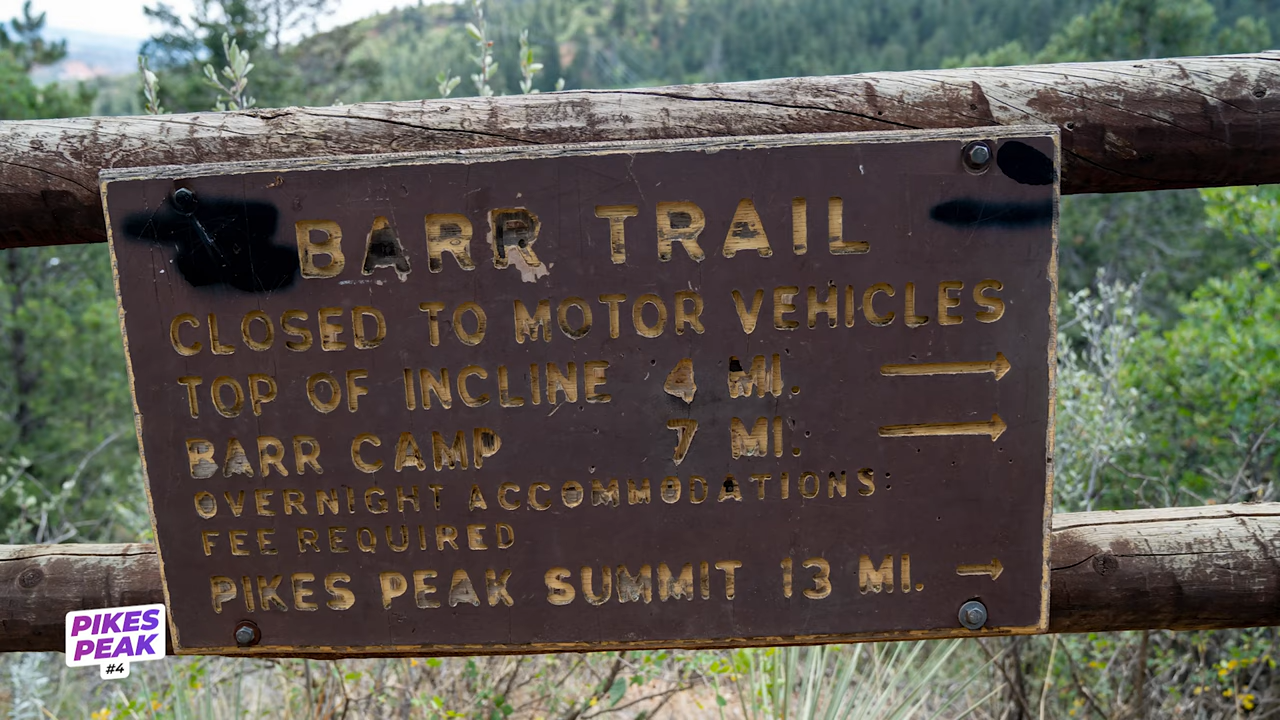 BARR TRAIL
CLOSED TO MOTOR VEHICLES
TOP OF INCLINE 4 MI.
BARR CAMP 7 MI.
OVERNIGHT ACCOMMODATIONS:
FEE REQUIRED
PIKES PEAK SUMMIT 13 MI.
PIKES
PEAK
#4